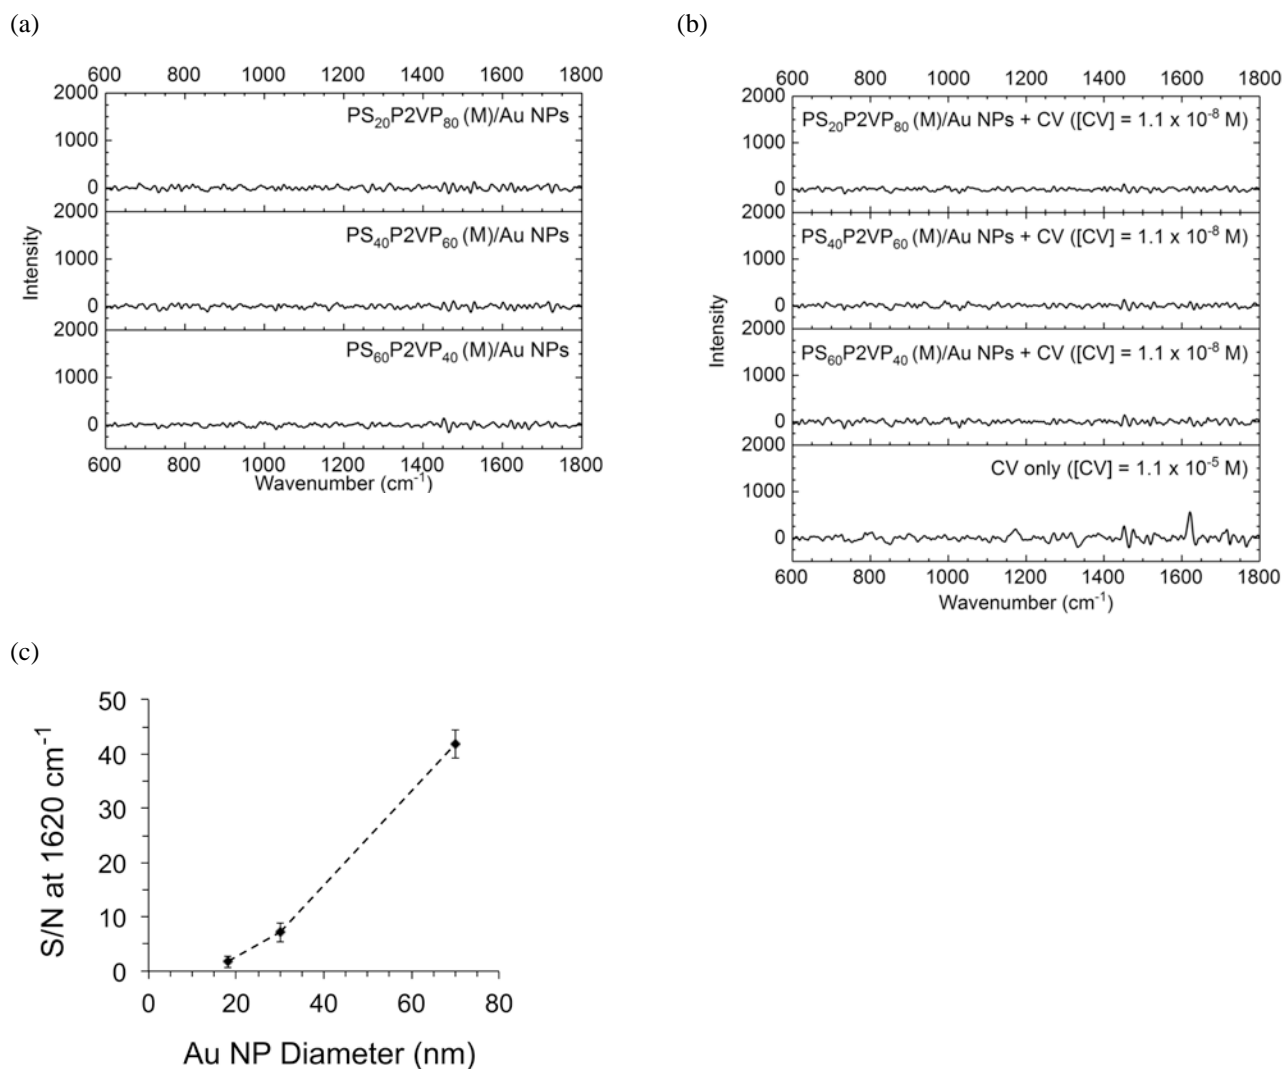 (a)
600 800 1000 1200 1400 1600 1800
2000
PS20P2VP80 (M)/Au NPs
1000
0
2000
PS40P2VP60 (M)/Au NPs
1000
0
2000
PS60P2VP40 (M)/Au NPs
1000
0
Intensity
600 800 1000 1200 1400 1600 1800
Wavenumber (cm-1)
(b)
600 800 1000 1200 1400 1600 1800
2000
PS20P2VP80 (M)/Au NPs + CV ([CV] = 1.1 x 10-8 M)
1000
0
2000
PS40P2VP60 (M)/Au NPs + CV ([CV] = 1.1 x 10-8 M)
1000
0
2000
PS60P2VP40 (M)/Au NPs + CV ([CV] = 1.1 x 10-8 M)
1000
0
2000
CV only ([CV] = 1.1 x 10-5 M)
1000
0
Intensity
600 800 1000 1200 1400 1600 1800
Wavenumber (cm-1)
(c)
50
40
30
20
10
0
S/N at 1620 cm-1
0 20 40 60 80
Au NP Diameter (nm)